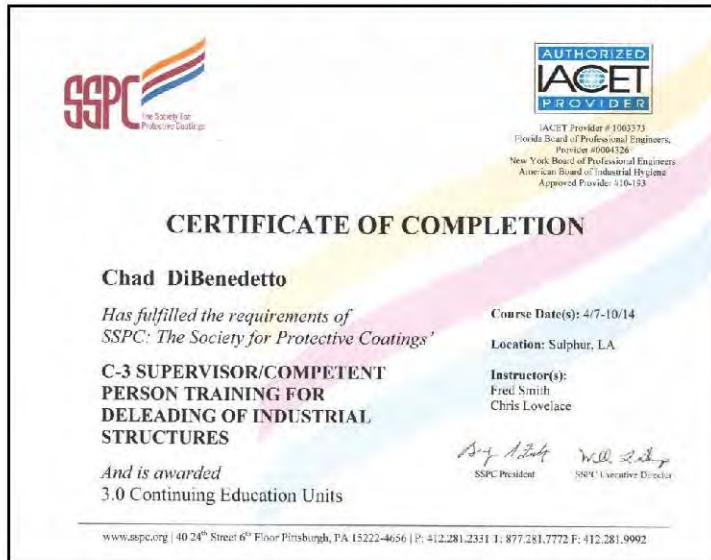 SSPC
The Society For
Protective Coatings
AUTHORIZED
IACET
PROVIDER
IACET Provider # 1003373
Florida Board of Professional Engineers,
Provider #0004326
New York Board of Professional Engineers
American Board of Industrial Hygiene
Approved Provider #10-193
CERTIFICATE OF COMPLETION
Chad DiBenedetto
Has fulfilled the requirements of
SSPC: The Society for Protective Coatings'
C-3 SUPERVISOR/COMPETENT
PERSON TRAINING FOR
DELEADING OF INDUSTRIAL
STRUCTURES
And is awarded
3.0 Continuing Education Units
Course Date(s): 4/7-10/14
Location: Sulphur, LA
Instructor(s):
Fred Smith
Chris Lovelace
SSPC President
SSPC Executive Director
www.sspc.org | 40 24th Street 6th Floor Pittsburgh, PA 15222-4656 | P: 412.281.2331 T: 877.281.7772 F: 412.281.9992